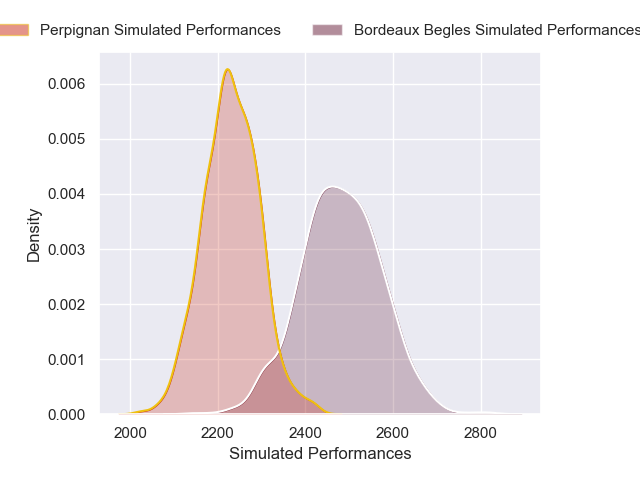 Perpignan Simulated Performances
Bordeaux Begles Simulated Performances
0.006
0.005
0.004
0.003
0.002
0.001
0.000
Density
2000 2200 2400 2600 2800
Simulated Performances